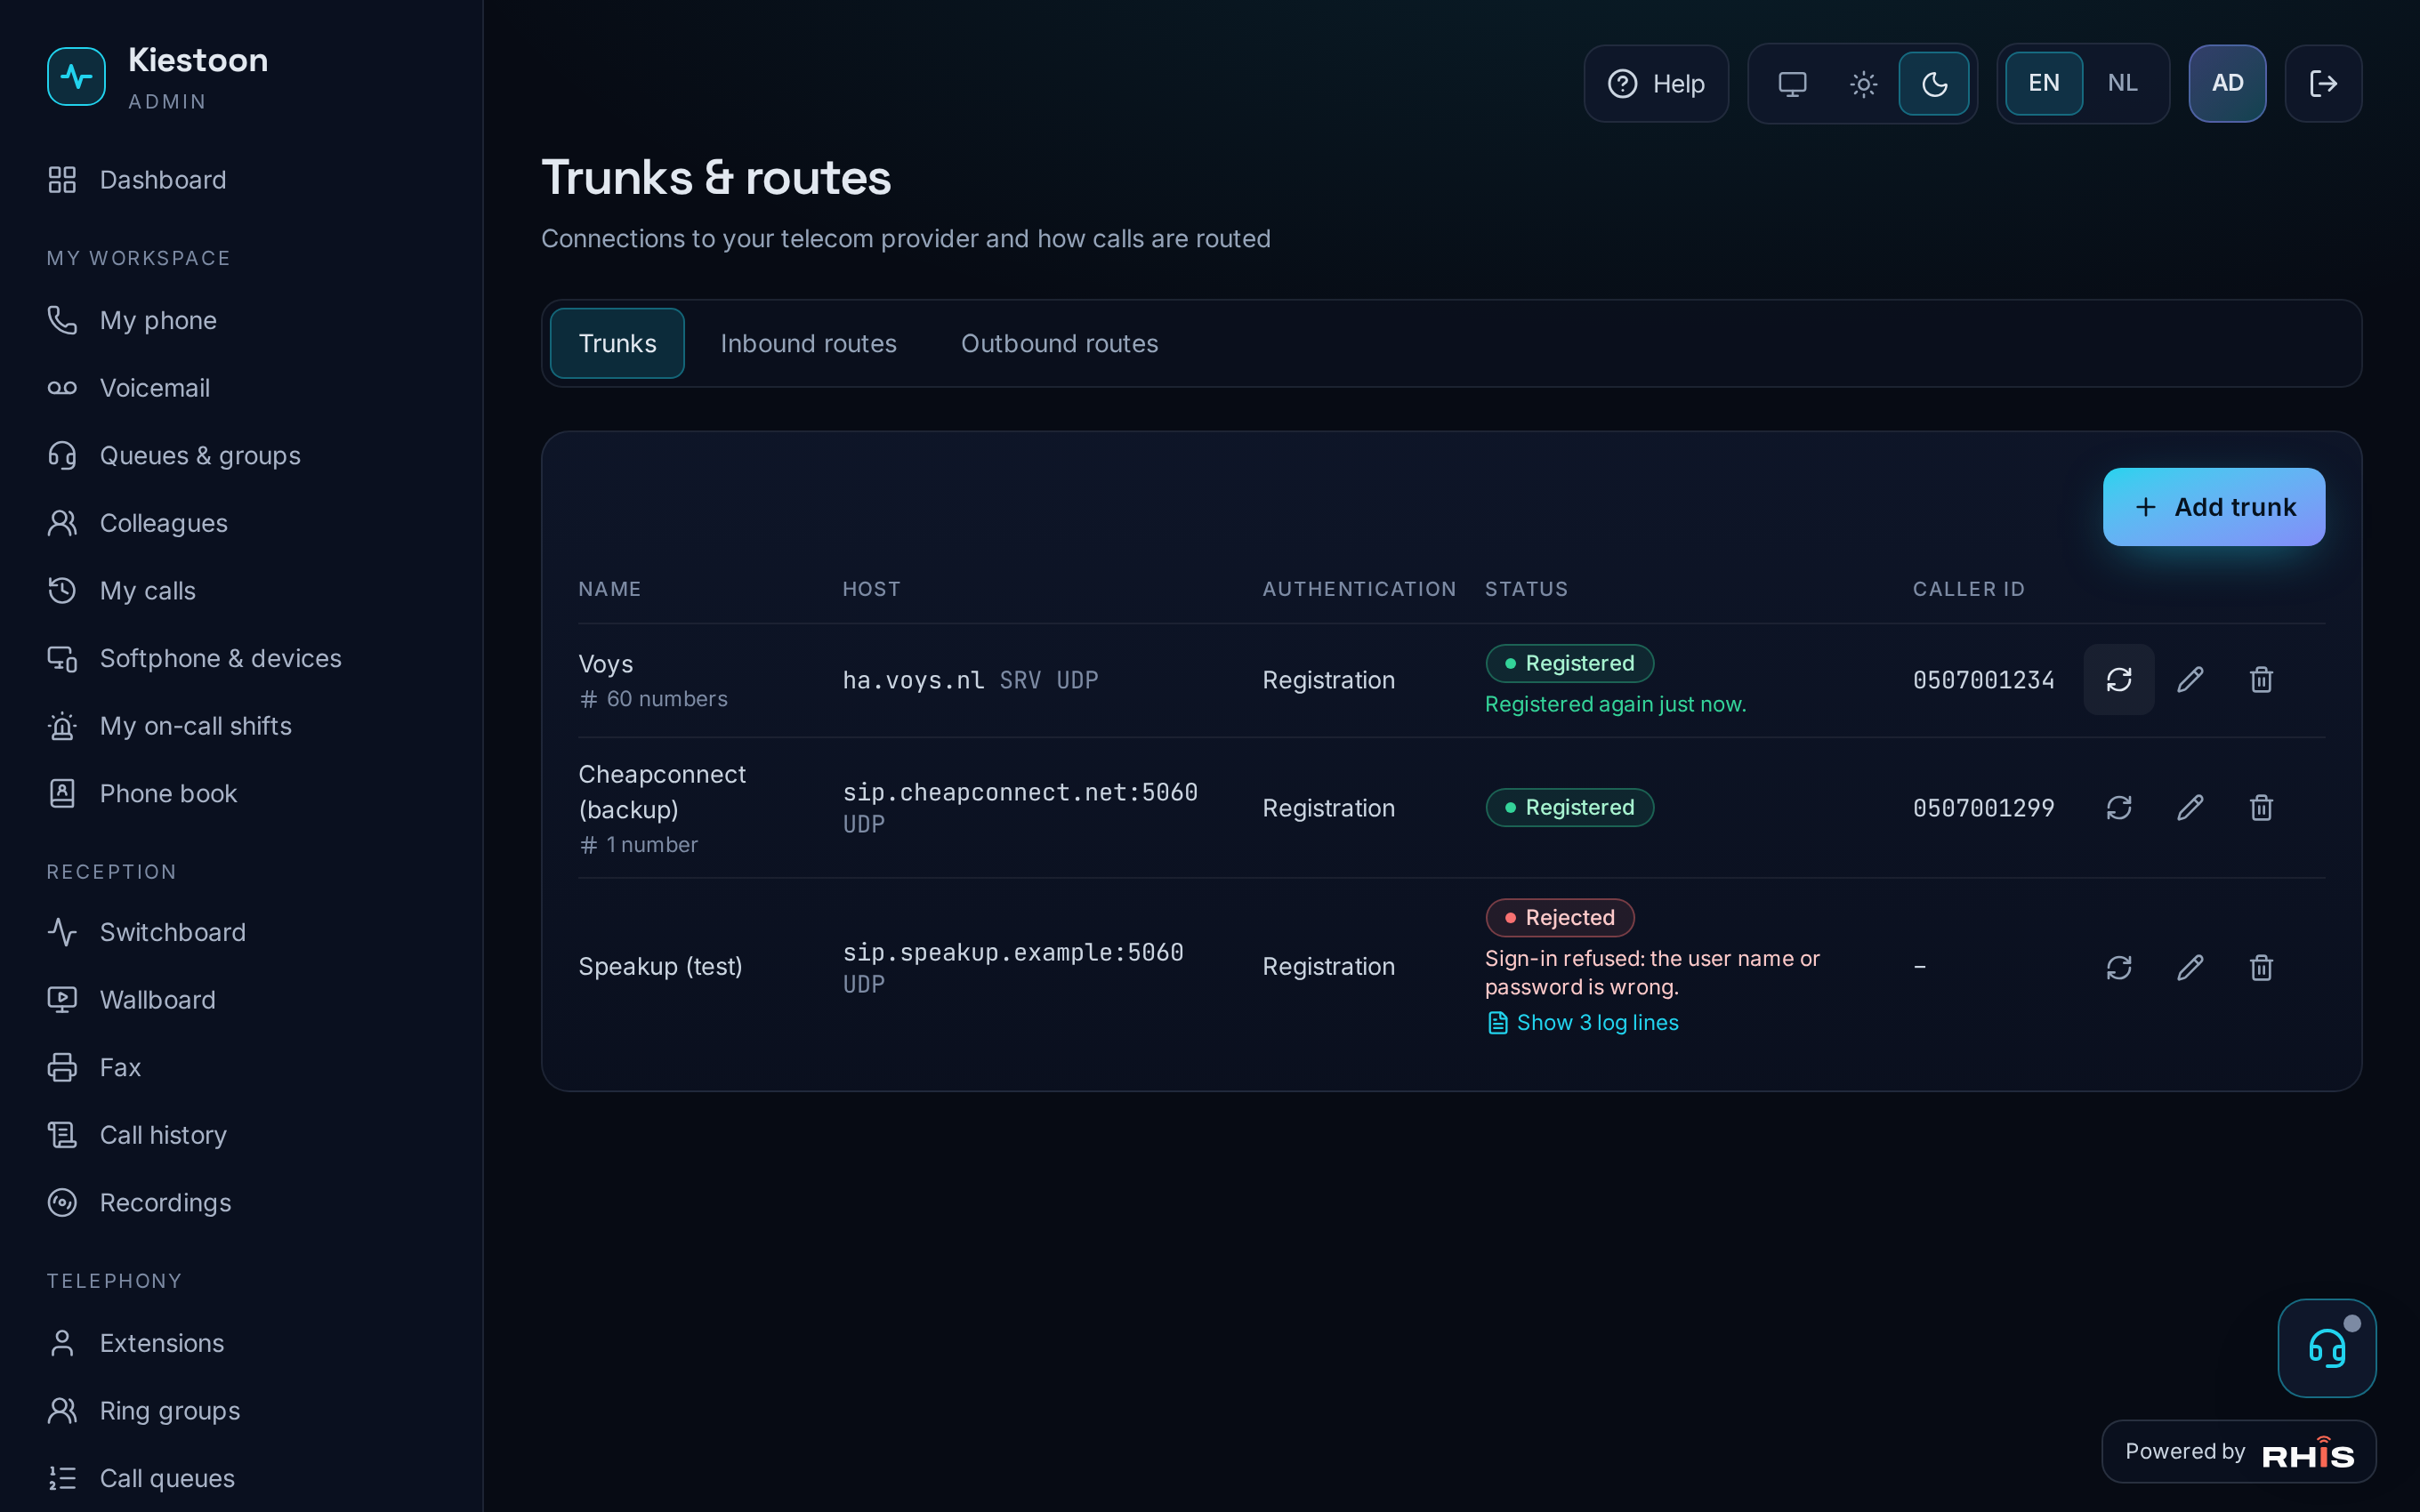 Kiestoon
ADMIN
Dashboard
MY WORKSPACE
My phone
Voicemail
Queues & groups
Colleagues
My calls
Softphone & devices
My on-call shifts
Phone book
RECEPTION
Switchboard
Wallboard
Fax
Call history
Recordings
TELEPHONY
Extensions
Ring groups
Call queues
Help
EN NL
AD
Trunks & routes
Connections to your telecom provider and how calls are routed
Trunks Inbound routes Outbound routes
Add trunk
NAME HOST AUTHENTICATION STATUS CALLER ID
Voys
# 60 numbers
ha.voys.nl SRV UDP
Registration
Registered
Registered again just now.
0507001234
Cheapconnect
(backup)
# 1 number
sip.cheapconnect.net:5060
UDP
Registration
Registered
0507001299
Speakup (test)
sip.speakup.example:5060
UDP
Registration
Rejected
Sign-in refused: the user name or
password is wrong.
Show 3 log lines
–
Powered by RHIS